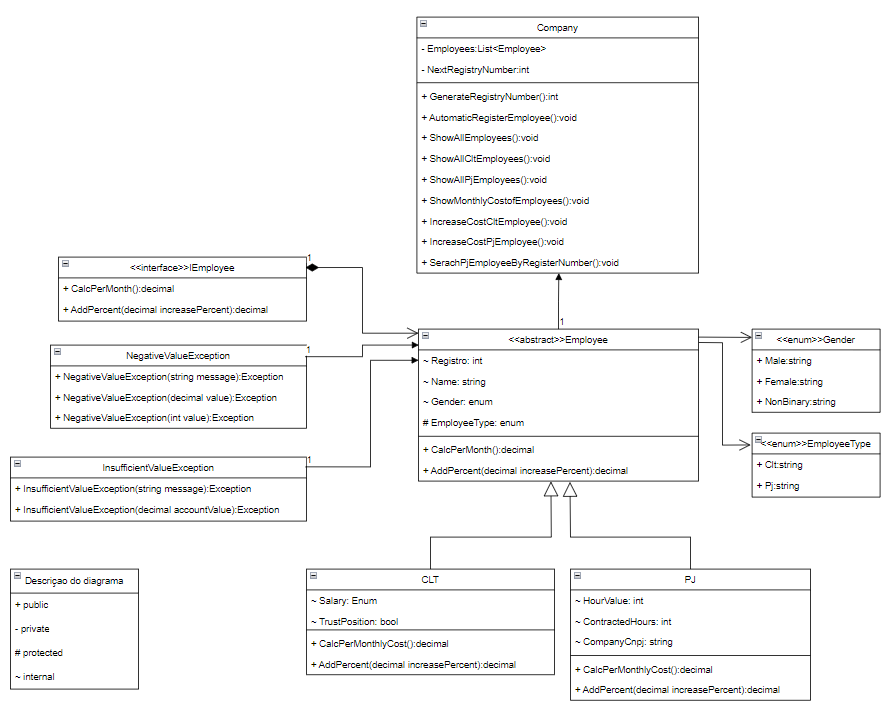 Company
- Employees:List<Employee>
- NextRegistryNumber:int
+ GenerateRegistryNumber():int
+ AutomaticRegisterEmployee():void
+ ShowAllEmployees():void
+ ShowAllCltEmployees():void
+ ShowAllPjEmployees():void
+ ShowMonthlyCostofEmployees():void
+ IncreaseCostCltEmployee():void
+ IncreaseCostPjEmployee():void
+ SerachPjEmployeeByRegisterNumber():void
1
<<interface>>IEmployee
+ CalcPerMonth():decimal
+ AddPercent(decimal increasePercent):decimal
1
NegativeValueException
+ NegativeValueException(string message):Exception
+ NegativeValueException(decimal value):Exception
+ NegativeValueException(int value):Exception
1
InsufficientValueException
+ InsufficientValueException(string message):Exception
+ InsufficientValueException(decimal accountValue):Exception
1
<<abstract>>Employee
~ Registro: int
~ Name: string
~ Gender: enum
# EmployeeType: enum
+ CalcPerMonth():decimal
+ AddPercent(decimal increasePercent):decimal
<<enum>>Gender
+ Male:string
+ Female:string
+ NonBinary:string
<<enum>>EmployeeType
+ Clt:string
+ Pj:string
Descriçao do diagrama
+ public
- private
# protected
~ internal
CLT
~ Salary: Enum
~ TrustPosition: bool
+ CalcPerMonthlyCost():decimal
+ AddPercent(decimal increasePercent):decimal
PJ
~ HourValue: int
~ ContractedHours: int
~ CompanyCnpj: string
+ CalcPerMonthlyCost():decimal
+ AddPercent(decimal increasePercent):decimal